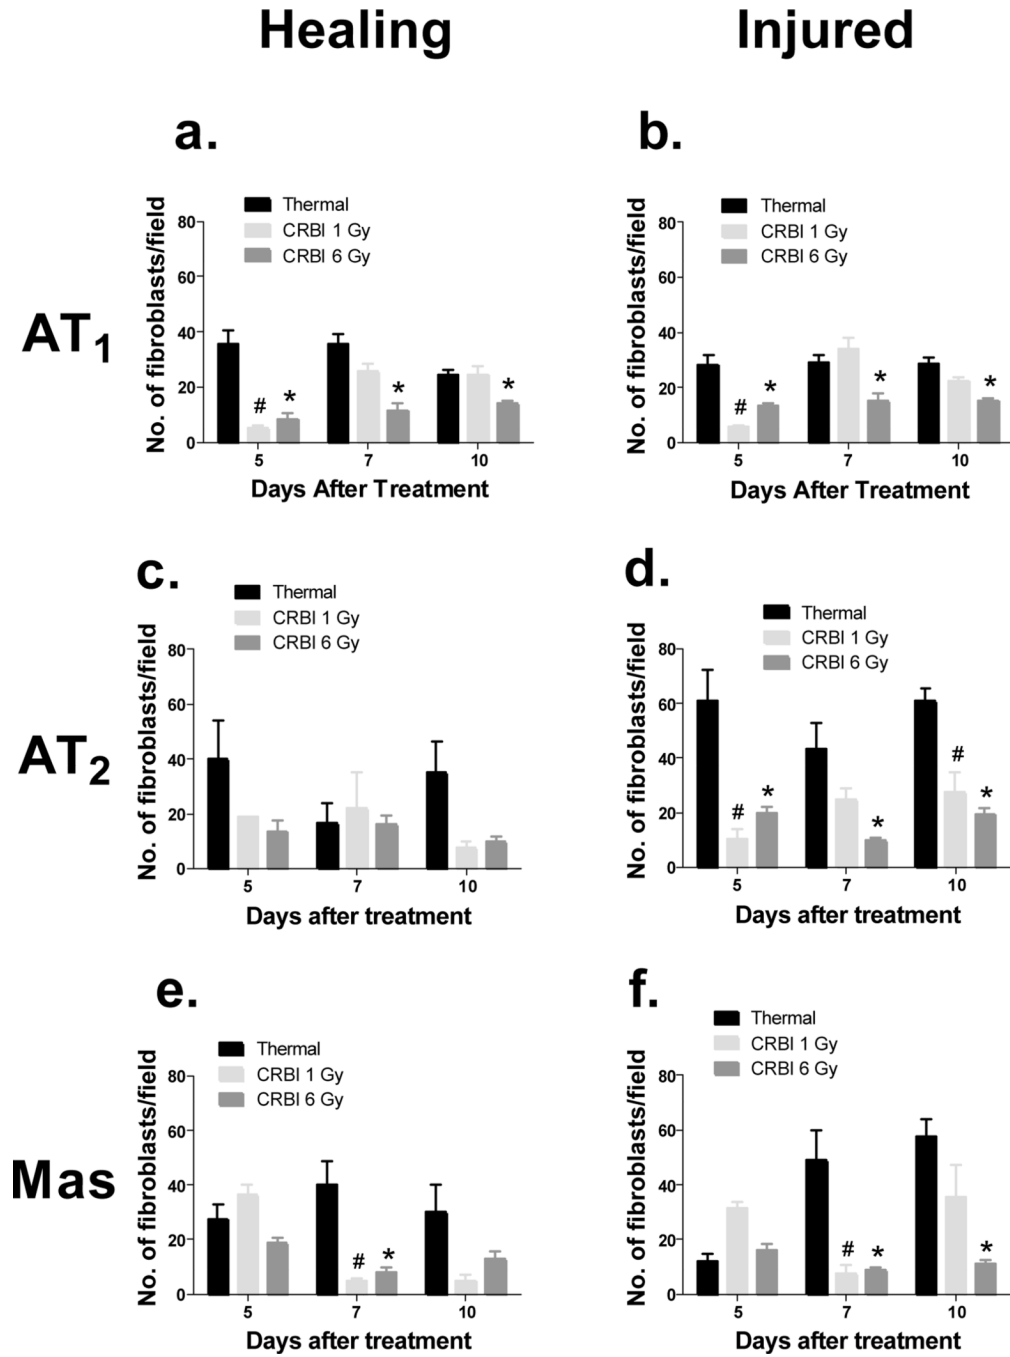 Healing
Injured
a.
b.
AT1
No. of fibroblasts/field
80
60
40
20
0
Thermal
CRBI 1 Gy
CRBI 6 Gy
#
*
*
*
5
7
10
Days After Treatment
No. of fibroblasts/field
80
60
40
20
0
Thermal
CRBI 1 Gy
CRBI 6 Gy
#
*
*
*
5
7
10
Days After Treatment
c.
d.
AT2
No. of fibroblasts/field
80
60
40
20
0
Thermal
CRBI 1 Gy
CRBI 6 Gy
5
7
10
Days after treatment
No. of fibroblasts/field
80
60
40
20
0
Thermal
CRBI 1 Gy
CRBI 6 Gy
#
*
*
#
*
5
7
10
Days after treatment
e.
f.
Mas
No. of fibroblasts/field
80
60
40
20
0
Thermal
CRBI 1 Gy
CRBI 6 Gy
#
*
5
7
10
Days after treatment
No. of fibroblasts/field
80
60
40
20
0
Thermal
CRBI 1 Gy
CRBI 6 Gy
#
*
*
5
7
10
Days after treatment